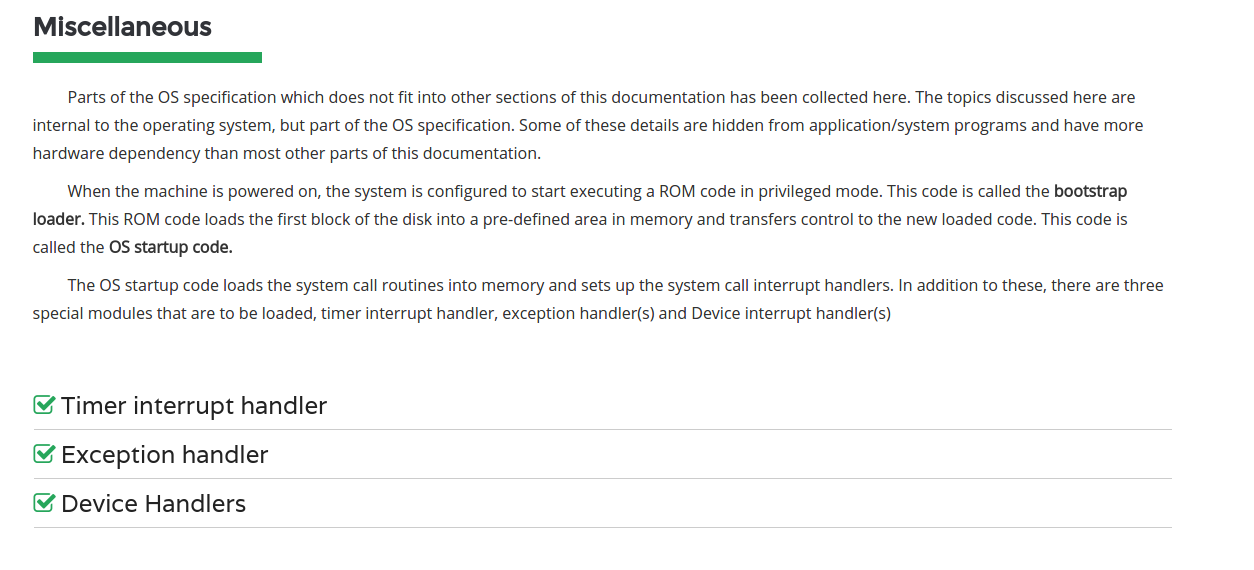 Miscellaneous
Parts of the OS specification which does not fit into other sections of this documentation has been collected here. The topics discussed here are
internal to the operating system, but part of the OS specification. Some of these details are hidden from application/system programs and have more
hardware dependency than most other parts of this documentation.
When the machine is powered on, the system is configured to start executing a ROM code in privileged mode. This code is called the bootstrap
loader. This ROM code loads the first block of the disk into a pre-defined area in memory and transfers control to the new loaded code. This code is
called the OS startup code.
The OS startup code loads the system call routines into memory and sets up the system call interrupt handlers. In addition to these, there are three
special modules that are to be loaded, timer interrupt handler, exception handler(s) and Device interrupt handler(s)
Timer interrupt handler
Exception handler
Device Handlers